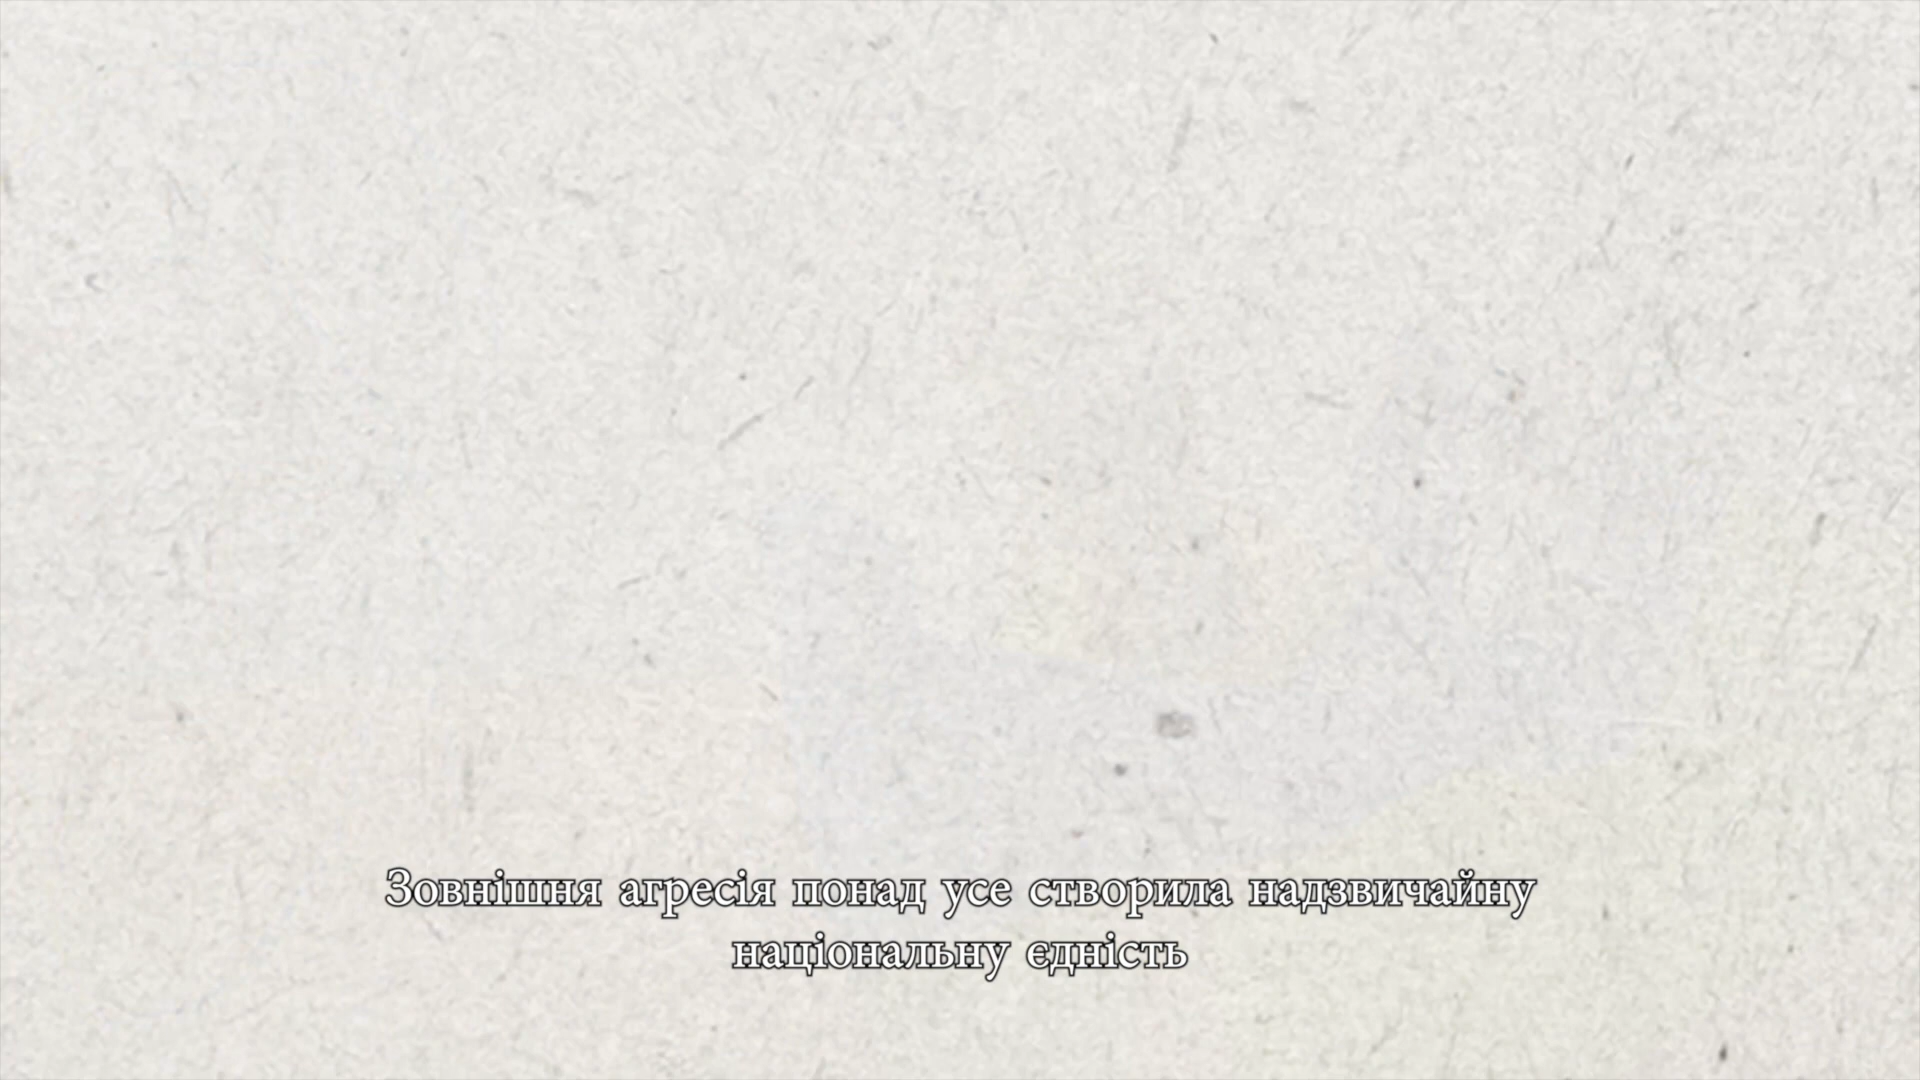 Зовнішня агресія понад усе створила надзвичайну
національну єдність